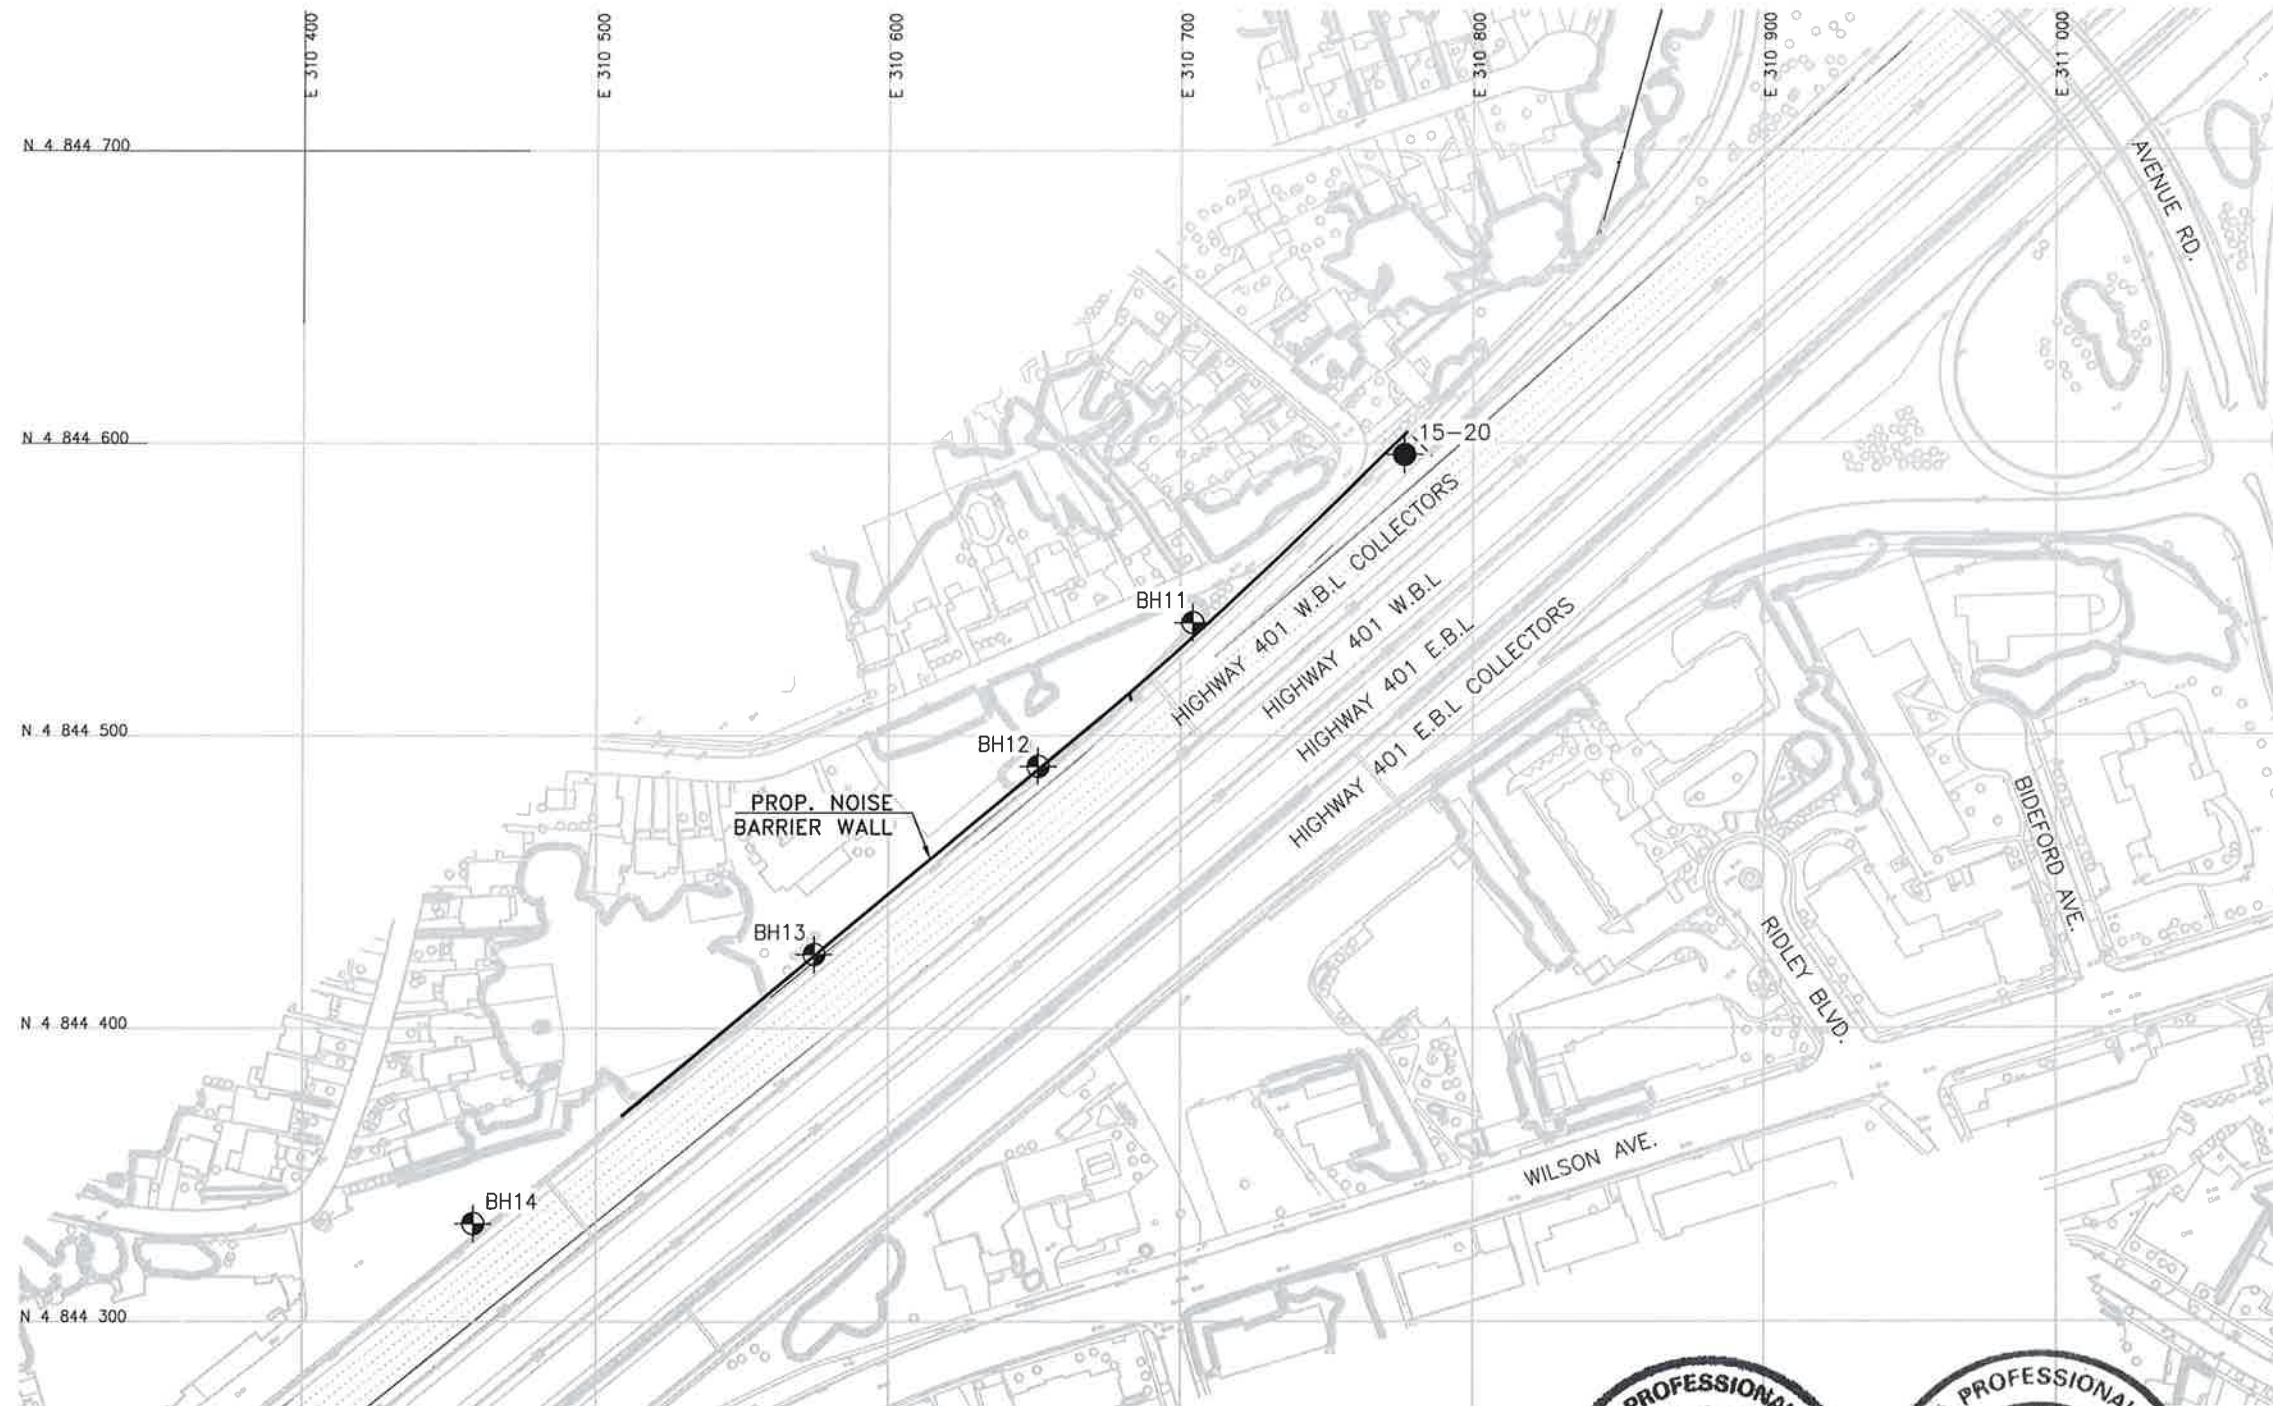 E 310 400
E 310 500
E 310 600
E 310 700
E 310 800
E 310 900
E 311 000
N 4 844 700
AVENUE RD.
N 4 844 600
15-20
HIGHWAY 401 W.B.L COLLECTORS
BH11
HIGHWAY 401 W.B.L
HIGHWAY 401 E.B.L
HIGHWAY 401 E.B.L COLLECTORS
N 4 844 500
BH12
PROP. NOISE
BARRIER WALL
BIDEFORD AVE.
BH13
RIDLEY BLVD.
N 4 844 400
WILSON AVE.
BH14
N 4 844 300
PROFESSIONAL
PROFESSIONAL